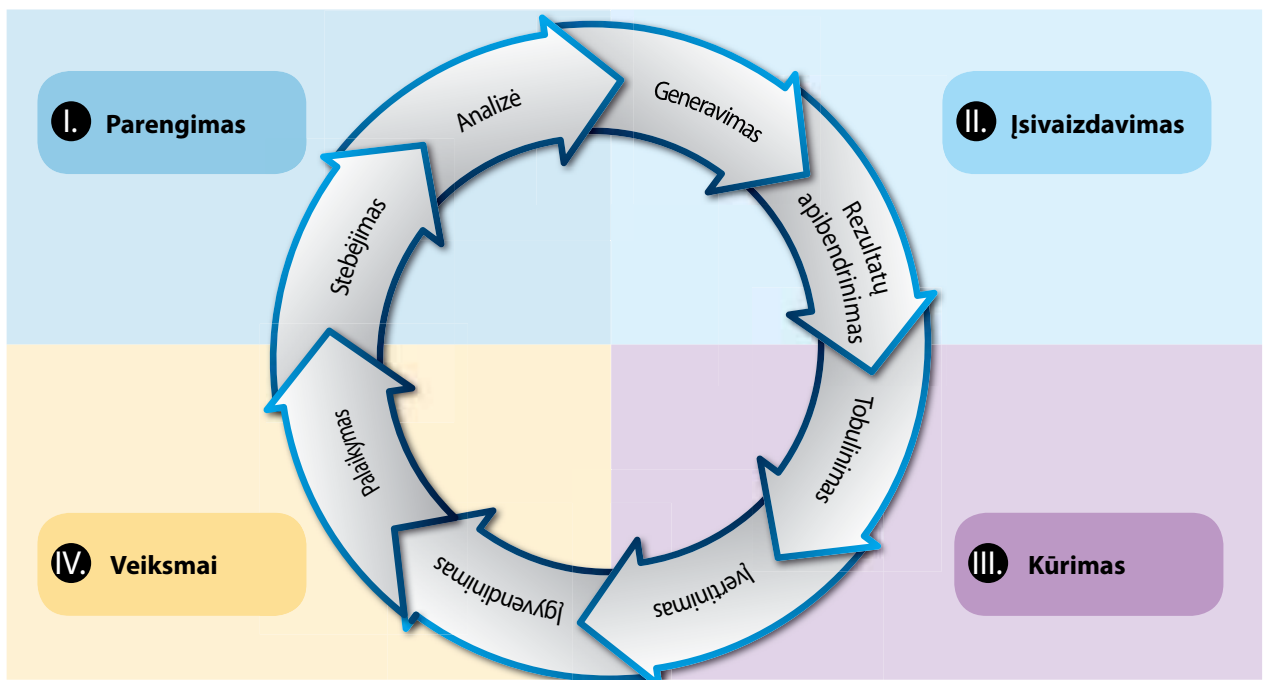 I. Parengimas
Stebėjimas
Analizė
II. Įsivaizdavimas
Generavimas
Rezultatų
apibendrinimas
III. Kūrimas
Tobulinimas
Įvertinimas
IV. Veiksmai
Įgyvendinimas
Palaikymas